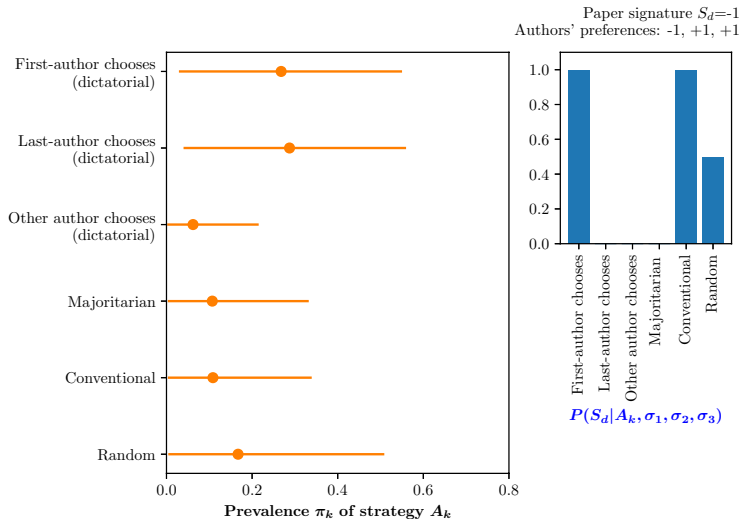 First-author chooses
(dictatorial)
Last-author chooses
(dictatorial)
Other author chooses
(dictatorial)
Majoritarian
Conventional
Random
0.0 0.2 0.4 0.6 0.8
Prevalence π_k of strategy A_k
Paper signature S_d=-1
Authors' preferences: -1, +1, +1
1.0
0.8
0.6
0.4
0.2
0.0
First-author chooses
Last-author chooses
Other author chooses
Majoritarian
Conventional
Random
P(S_d|A_k, σ_1, σ_2, σ_3)